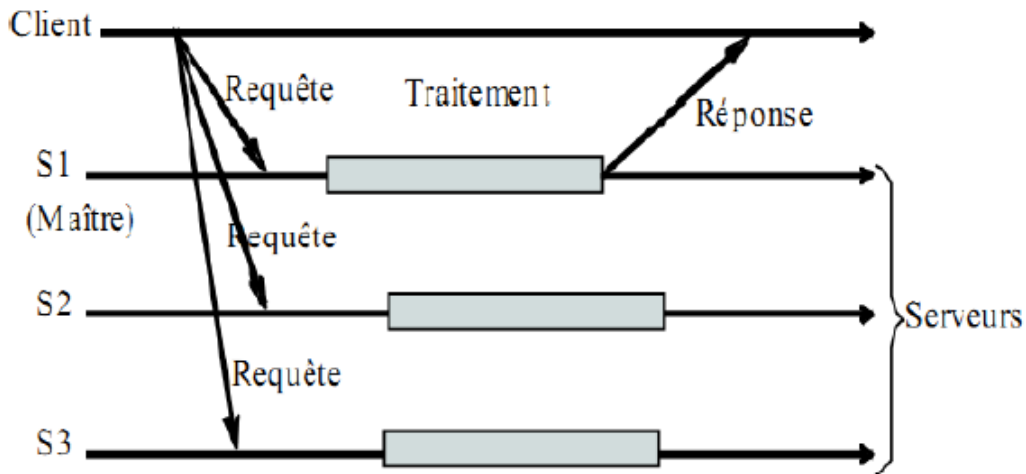 Client
Requête
Traitement
Réponse
S1
(Maître)
Requête
S2
Serveurs
Requête
S3